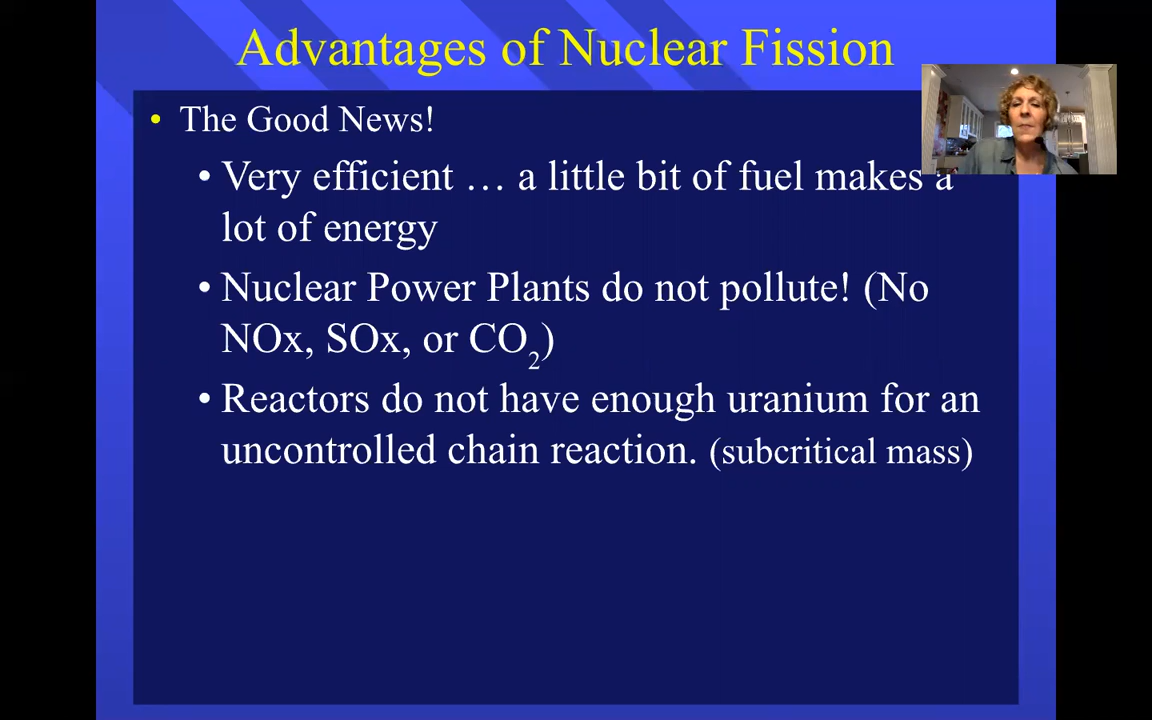 Advantages of Nuclear Fission
• The Good News!
• Very efficient … a little bit of fuel makes a
lot of energy
• Nuclear Power Plants do not pollute! (No
NOx, SOx, or CO₂)
• Reactors do not have enough uranium for an
uncontrolled chain reaction. (subcritical mass)